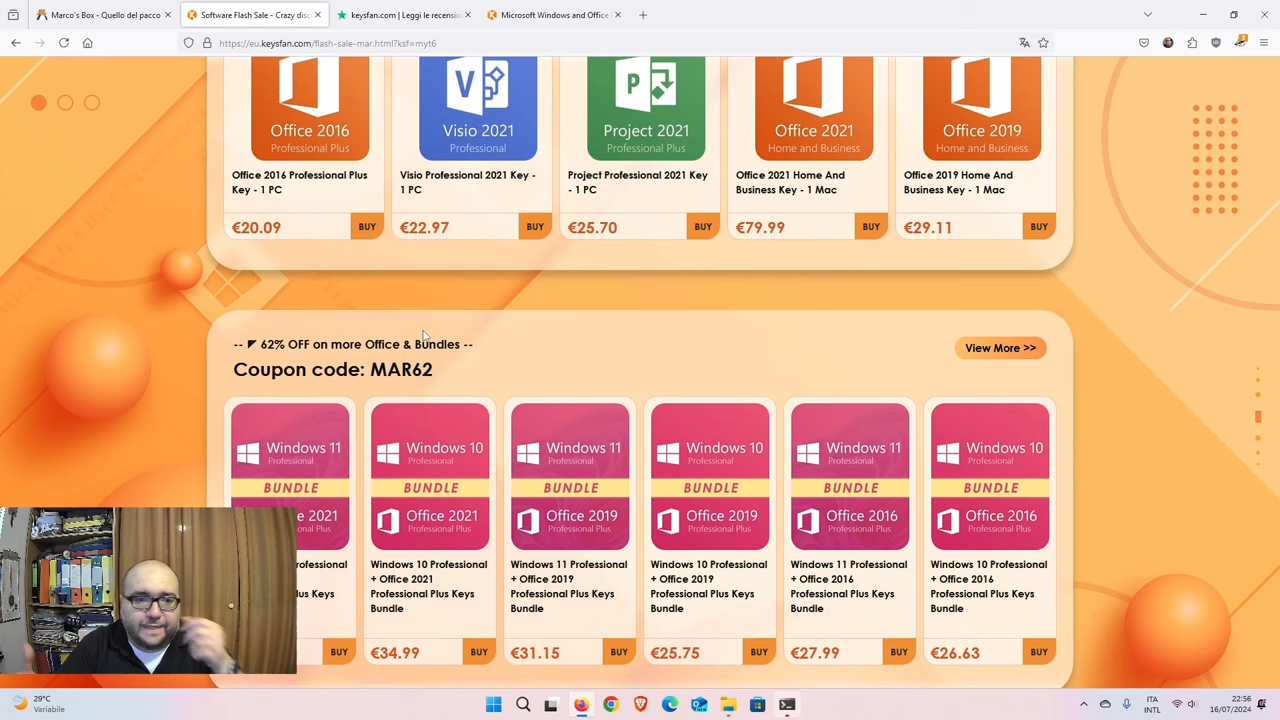 Marco's Box - Quello del pacco
Software Flash Sale - Crazy disc
keysfan.com | Leggi le recension
Microsoft Windows and Office
https://eu.keysfan.com/flash-sale-mar.html?ksf=myt6
Office 2016
Professional Plus
Visio 2021
Professional
Project 2021
Professional Plus
Office 2021
Home and Business
Office 2019
Home and Business
Office 2016 Professional Plus
Key - 1 PC
Visio Professional 2021 Key -
1 PC
Project Professional 2021 Key
- 1 PC
Office 2021 Home And
Business Key - 1 Mac
Office 2019 Home And
Business Key - 1 Mac
€20.09 BUY
€22.97 BUY
€25.70 BUY
€79.99 BUY
€29.11 BUY
-- 62% OFF on more Office & Bundles --
Coupon code: MAR62
View More >>
Windows 11
Professional
BUNDLE
2021
Windows 10
Professional
BUNDLE
Office 2021
Professional Plus
Windows 11
Professional
BUNDLE
Office 2019
Professional Plus
Windows 10
Professional
BUNDLE
Office 2019
Professional Plus
Windows 11
Professional
BUNDLE
Office 2016
Professional Plus
Windows 10
Professional
BUNDLE
Office 2016
Professional Plus
Windows 10 Professional
+ Office 2021
Professional Plus Keys
Bundle
Windows 11 Professional
+ Office 2019
Professional Plus Keys
Bundle
Windows 10 Professional
+ Office 2019
Professional Plus Keys
Bundle
Windows 11 Professional
+ Office 2016
Professional Plus Keys
Bundle
Windows 10 Professional
+ Office 2016
Professional Plus Keys
Bundle
BUY
€34.99 BUY
€31.15 BUY
€25.75 BUY
€27.99 BUY
€26.63 BUY
29°C
Variabile
ITA
INTL
22:56
16/07/2024